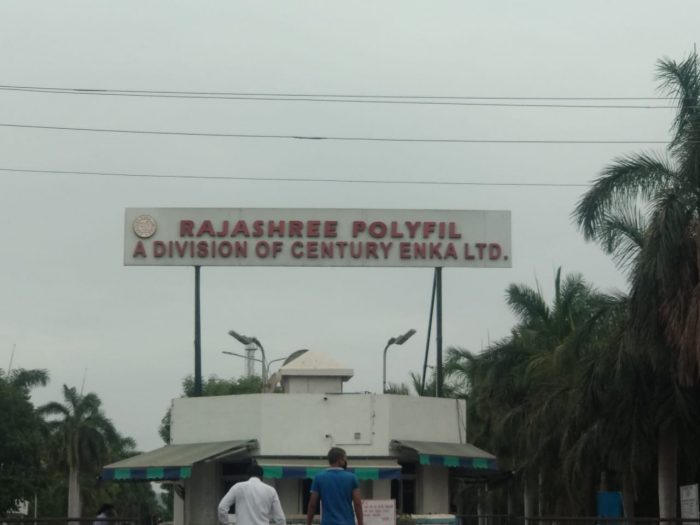 RAJASHREE POLYFIL
A DIVISION OF CENTURY ENKA LTD.